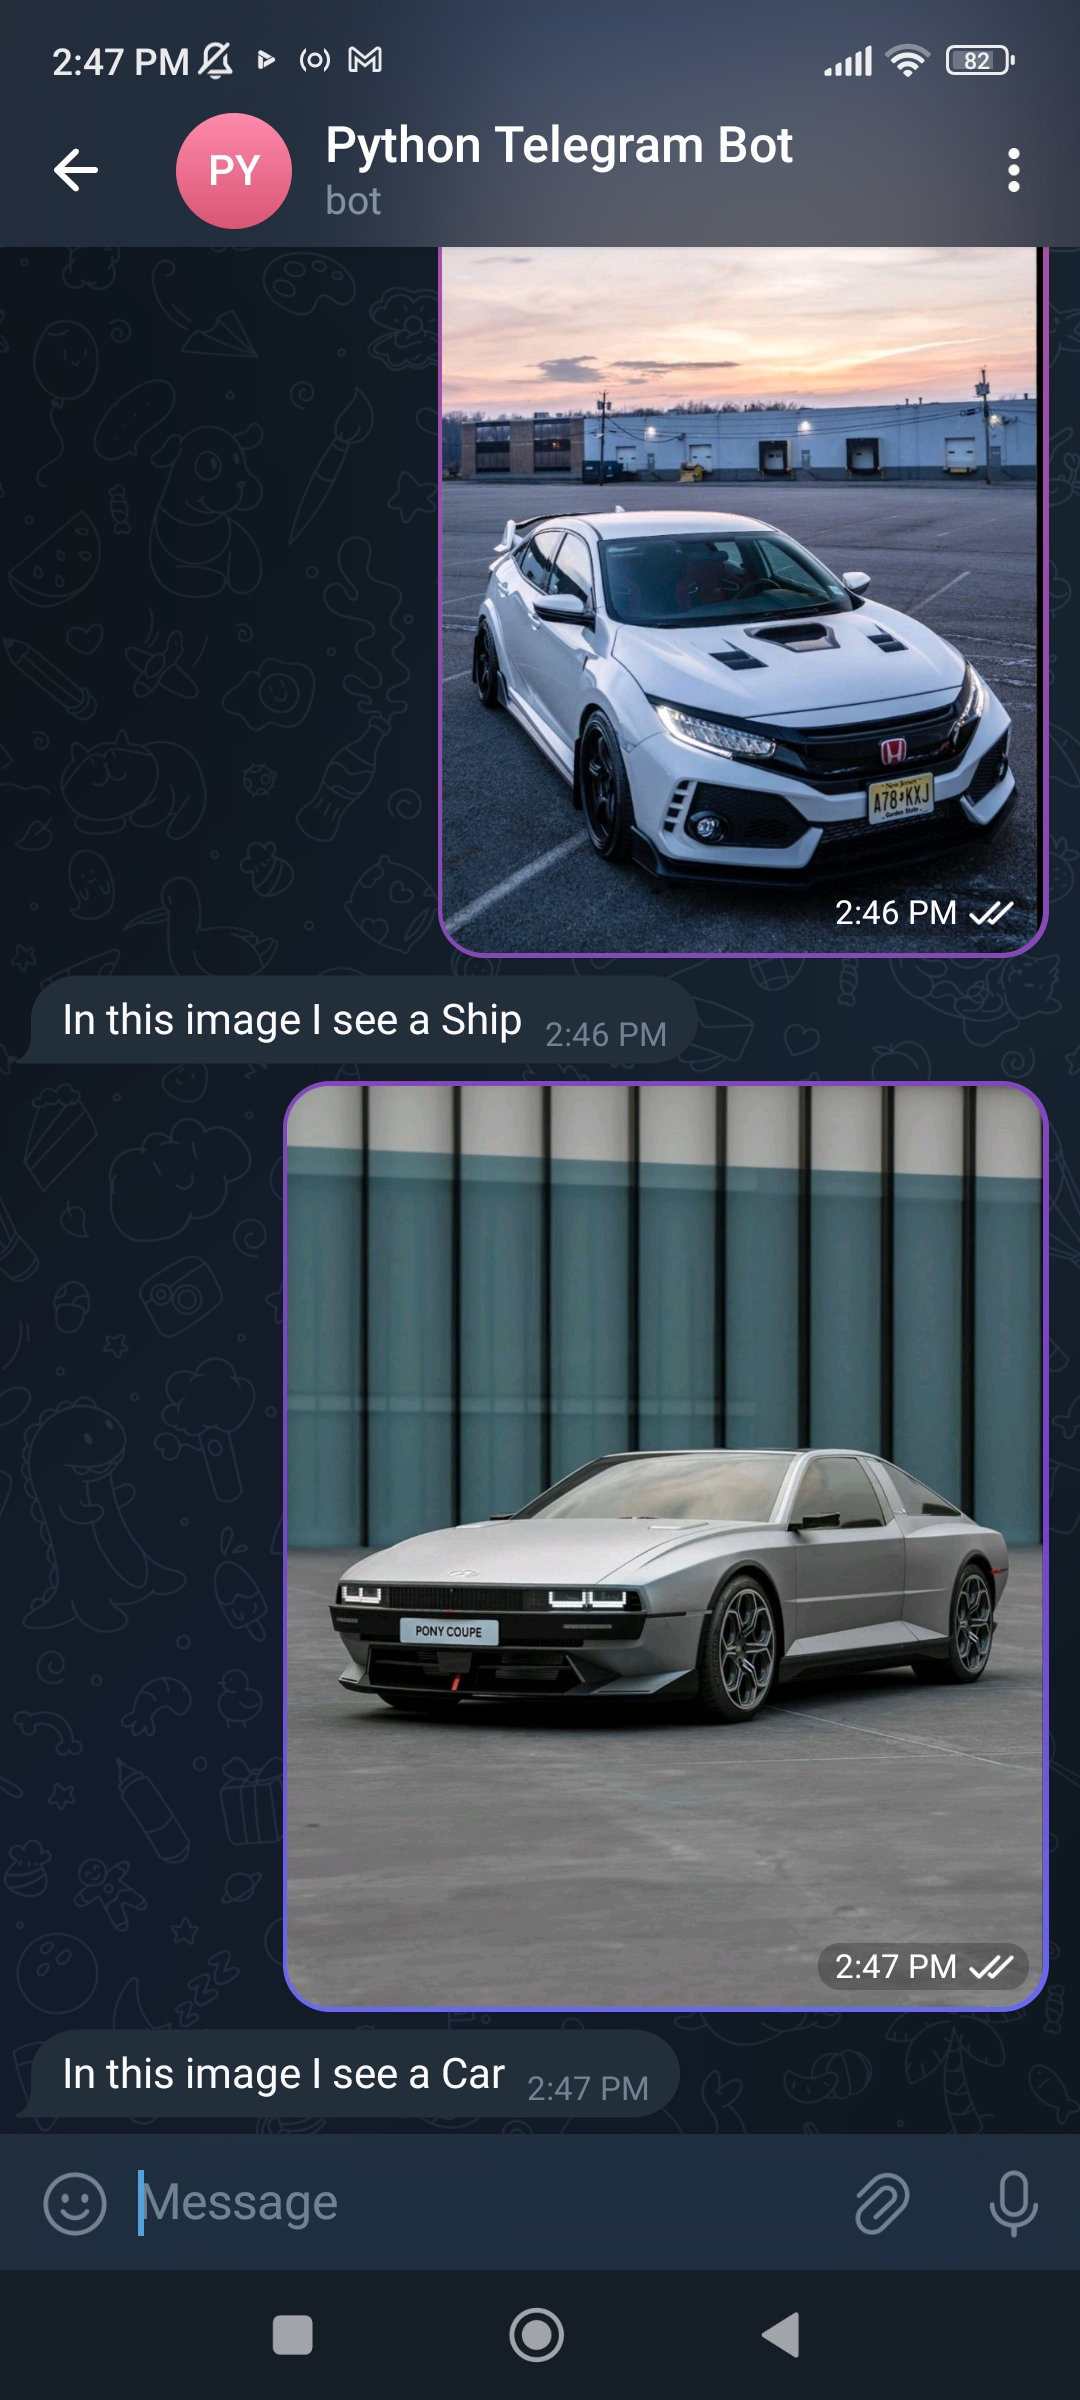 2:47 PM
82
PY
Python Telegram Bot
bot
New Jersey
A78 KXJ
Garden State
2:46 PM
In this image I see a Ship 2:46 PM
PONY COUPE
2:47 PM
In this image I see a Car 2:47 PM
Message